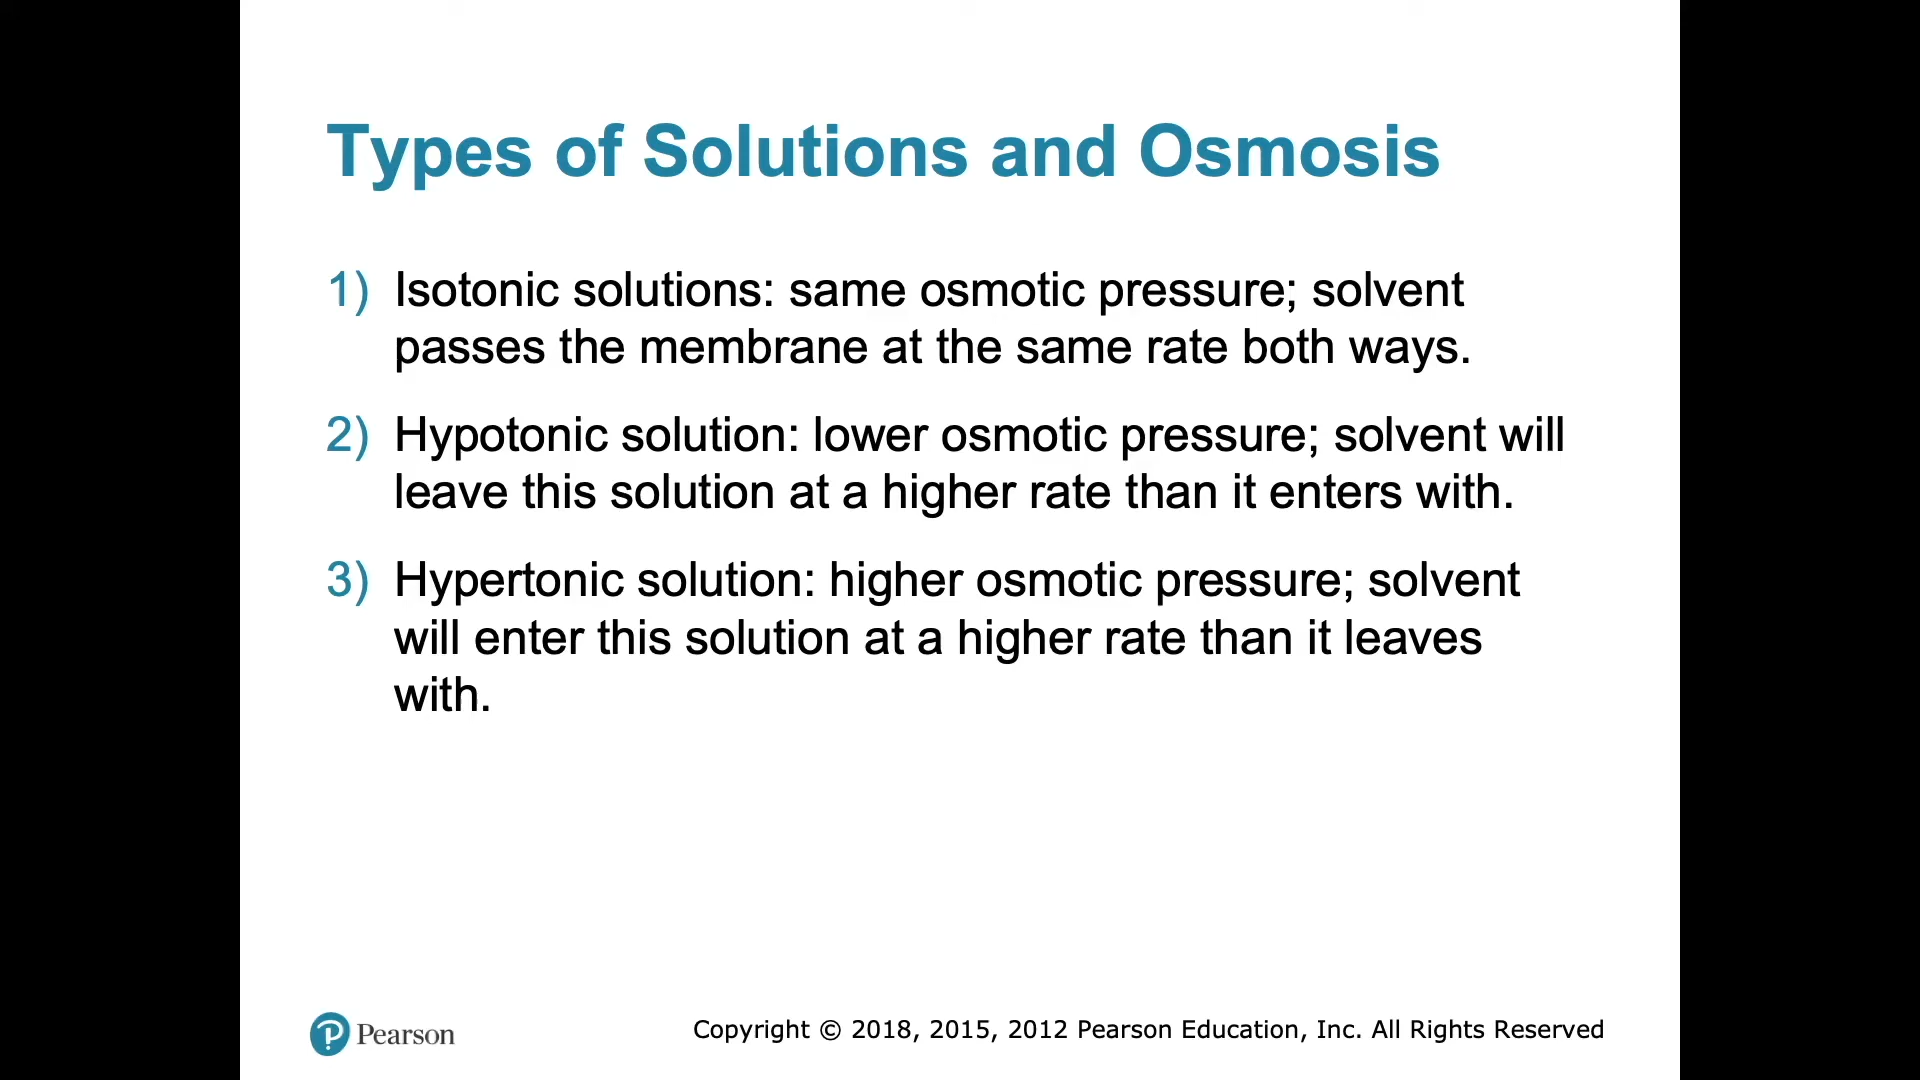 Types of Solutions and Osmosis
1) Isotonic solutions: same osmotic pressure; solvent
passes the membrane at the same rate both ways.
2) Hypotonic solution: lower osmotic pressure; solvent will
leave this solution at a higher rate than it enters with.
3) Hypertonic solution: higher osmotic pressure; solvent
will enter this solution at a higher rate than it leaves
with.
Pearson
Copyright © 2018, 2015, 2012 Pearson Education, Inc. All Rights Reserved